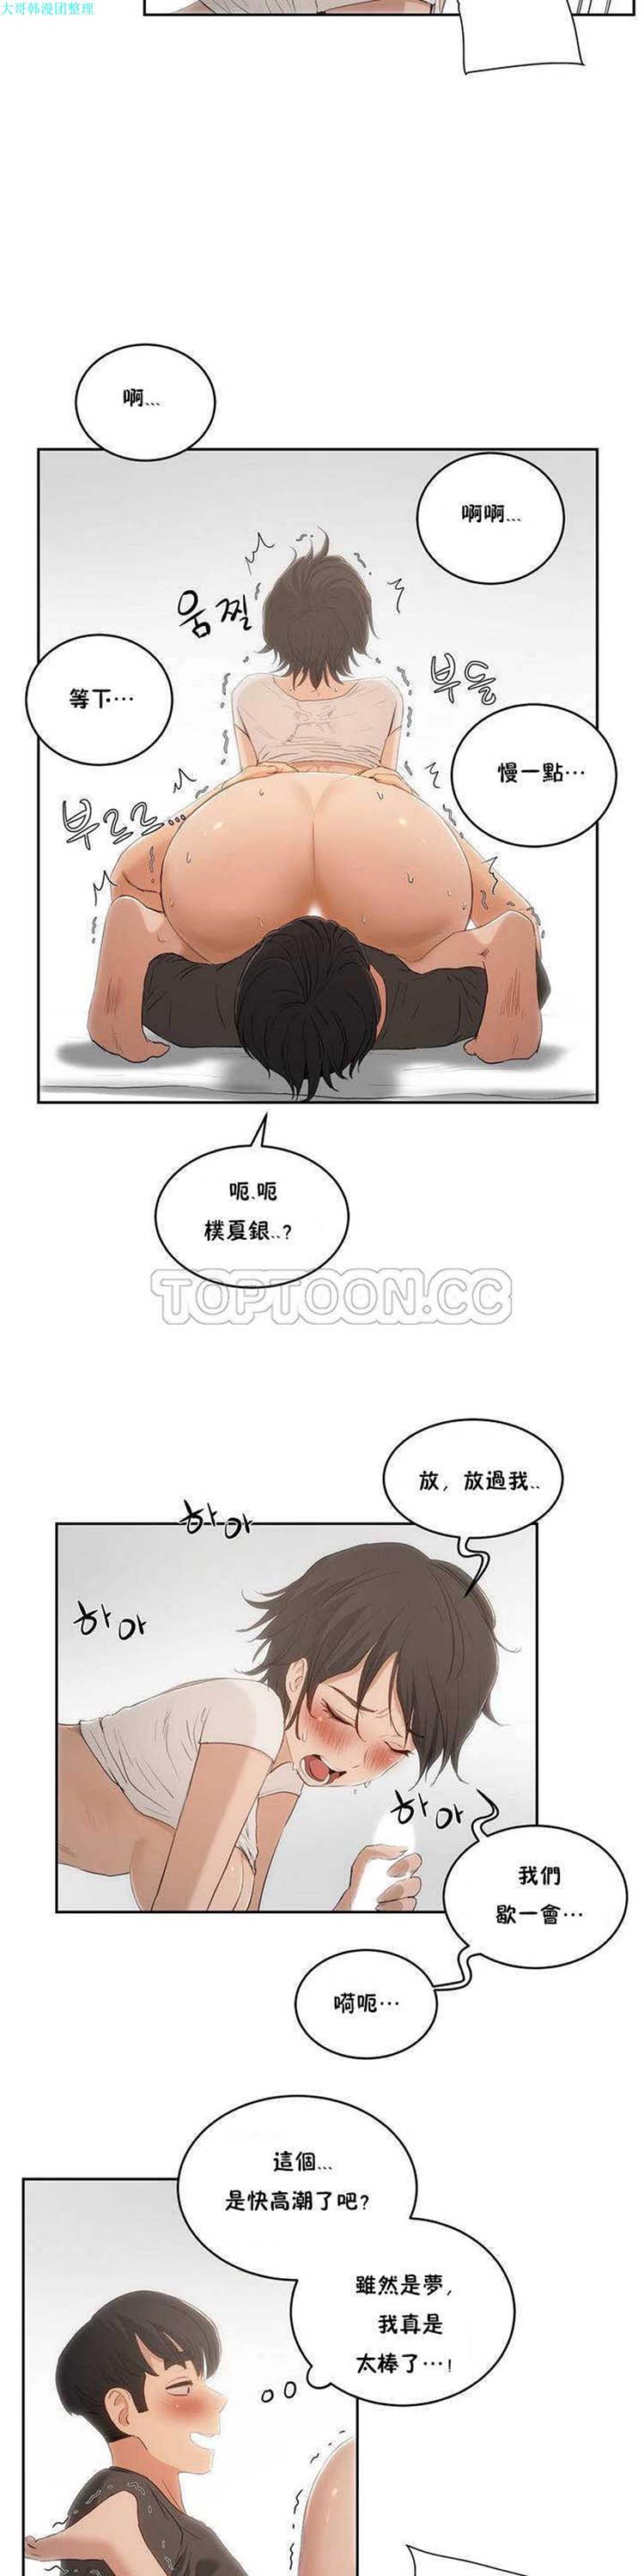 大哥韩漫团整理
啊...
啊啊...
움찔
부들
等下…
慢一點…
부르르...
呃.呃
樸夏銀..?
TOPTOON.CC
放，放過我..
하아
하아
하아
我們
歇一會…
啊呃…
這個...
是快高潮了吧?
雖然是夢，
我真是
太棒了…!